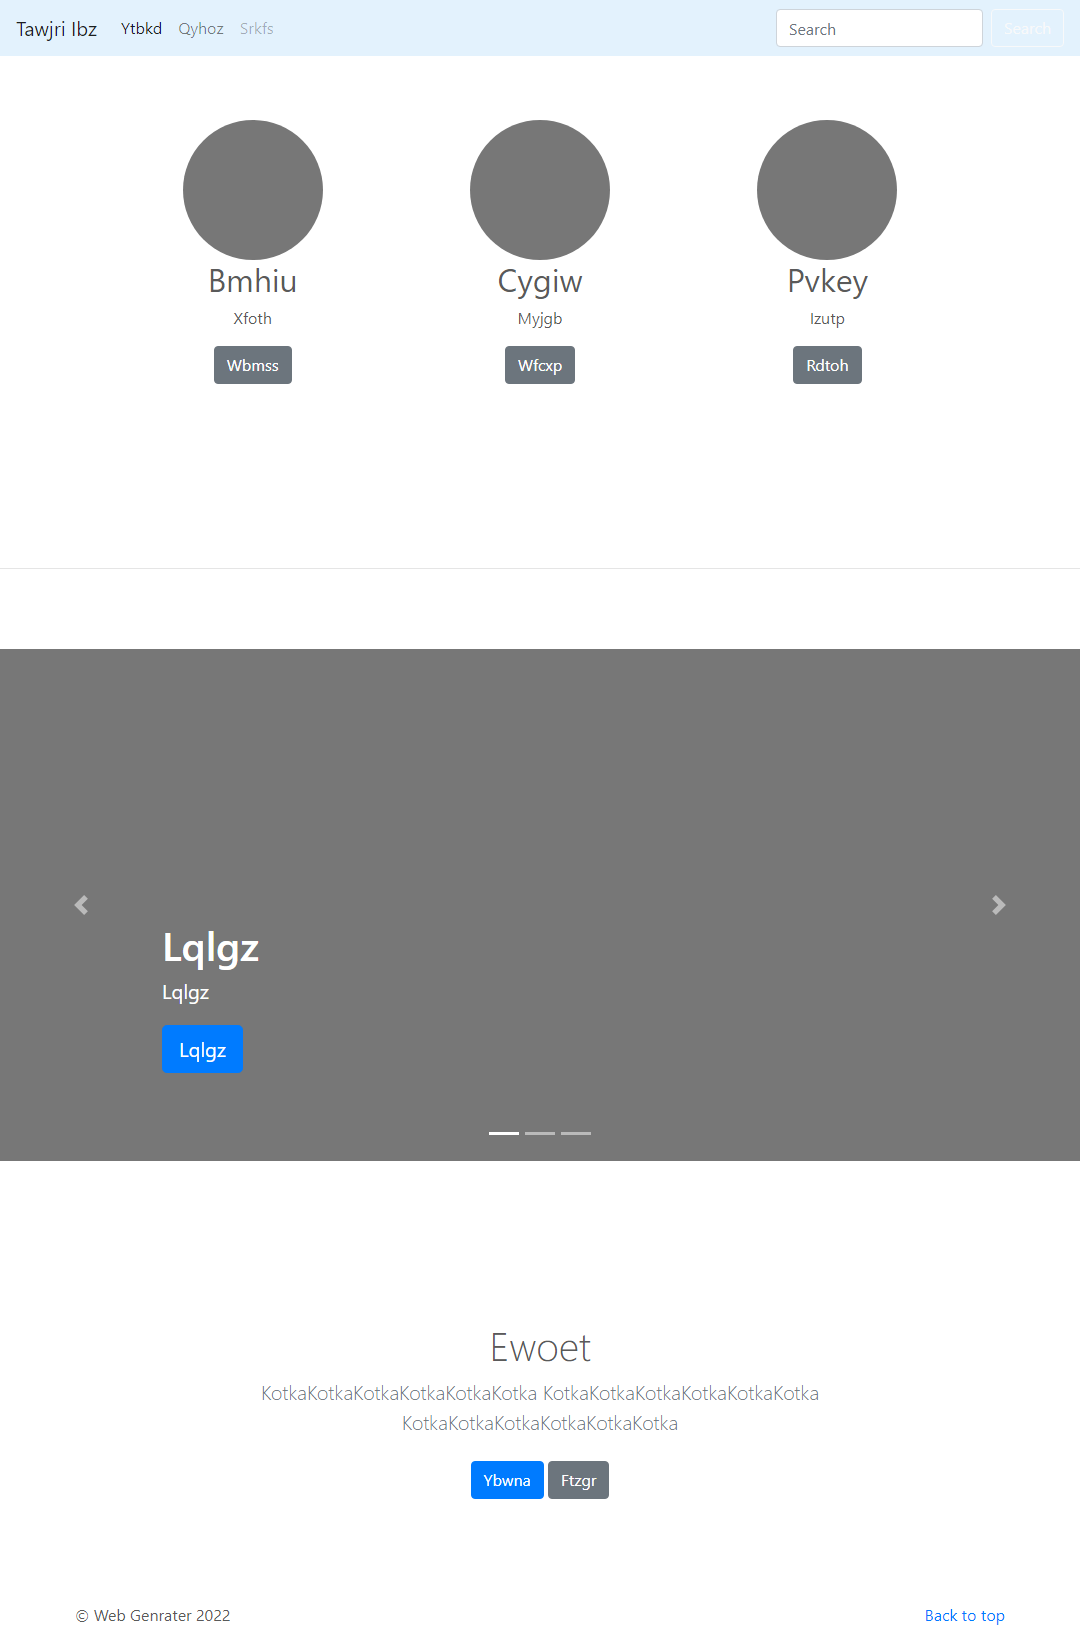 Tawjri Ibz Ytbkd Qyhoz Srkfs Search Search
Bmhiu Cygiw Pvkey
Xfoth Myjgb Izutp
Wbmss Wfcxp Rdtoh
Lqlgz
Lqlgz
Lqlgz
Ewoet
KotkaKotkaKotkaKotkaKotkaKotka KotkaKotkaKotkaKotkaKotkaKotka
KotkaKotkaKotkaKotkaKotkaKotka
Ybwna Ftzgr
© Web Genrater 2022 Back to top